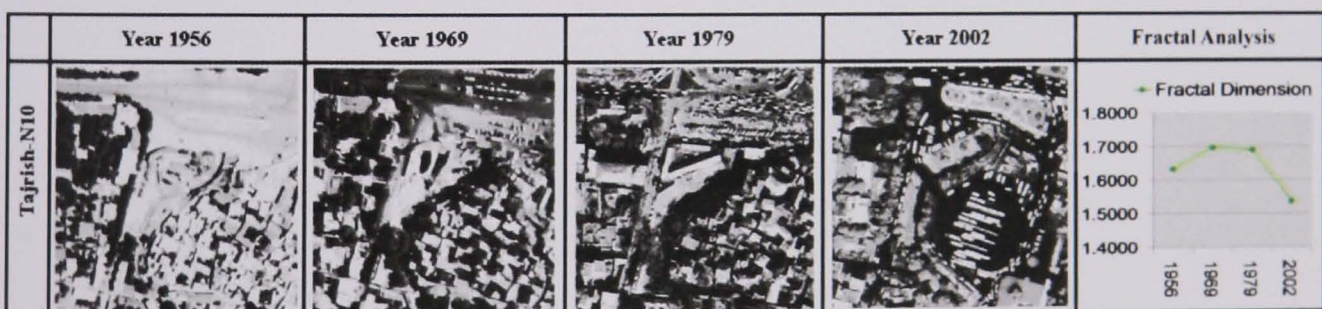 Year 1956
Year 1969
Year 1979
Year 2002
Fractal Analysis
Tajrish-N10
Fractal Dimension
1.8000
1.7000
1.6000
1.5000
1.4000
1956
1969
1979
2002